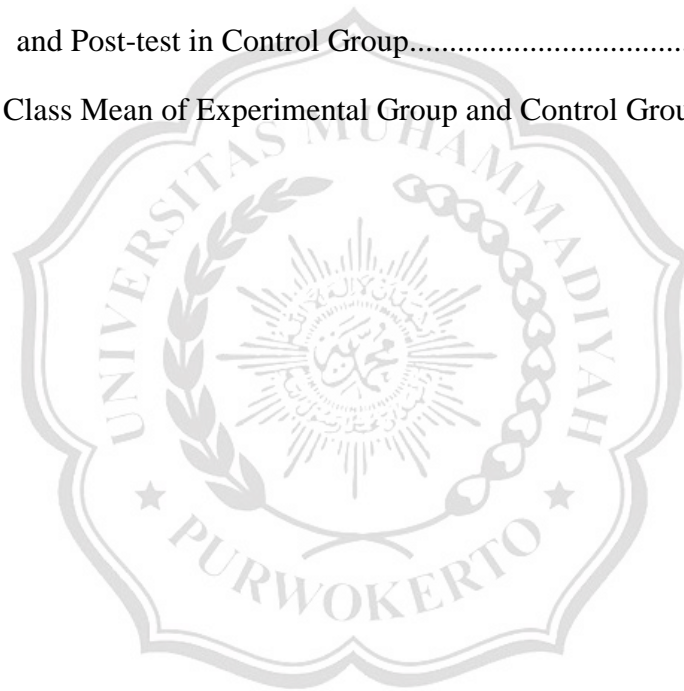 and Post-test in Control Group..................................
Class Mean of Experimental Group and Control Grou
UNIVERSITAS MUHAMMADIYAH
PURWOKERTO